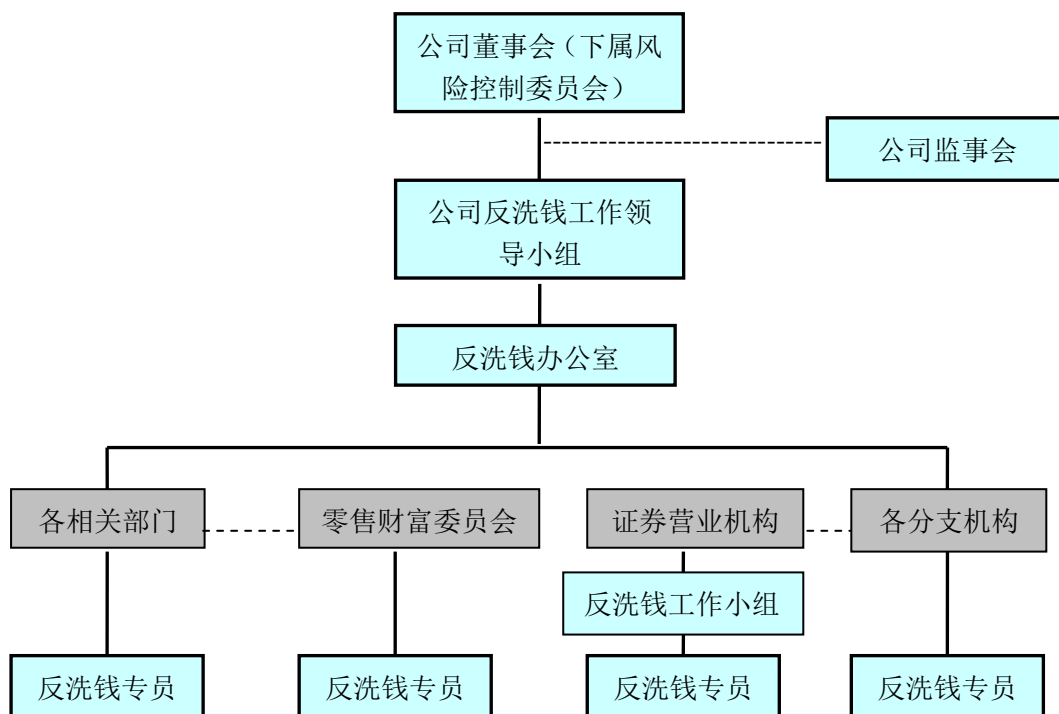 公司董事会（下属风
险控制委员会）
公司监事会
公司反洗钱工作领
导小组
反洗钱办公室
各相关部门
零售财富委员会
证券营业机构
各分支机构
反洗钱工作小组
反洗钱专员
反洗钱专员
反洗钱专员
反洗钱专员